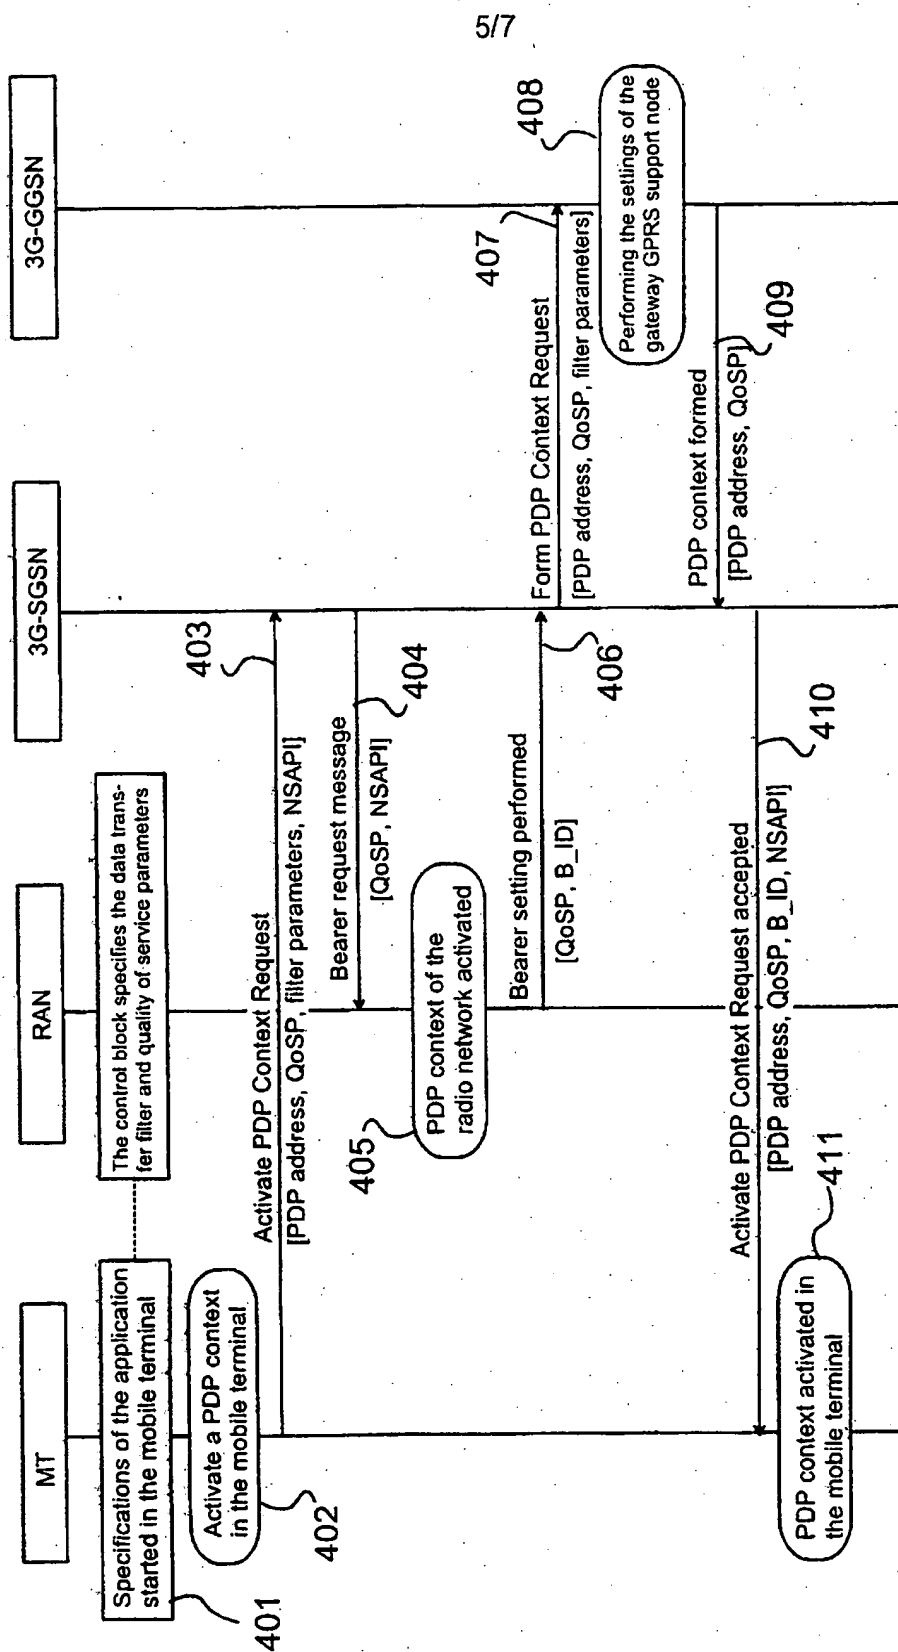 5/7
MT
RAN
3G-SGSN
3G-GGSN
Specifications of the application
started in the mobile terminal
401
The control block specifies the data trans-
fer filter and quality of service parameters
Activate a PDP context
in the mobile terminal
402
Activate PDP Context Request
[PDP address, QoSP, filter parameters, NSAPI]
403
Bearer request message
[QoSP, NSAPI]
404
PDP context of the
radio network activated
405
Bearer setting performed
[QoSP, B_ID]
406
Form PDP Context Request
[PDP address, QoSP, filter parameters]
407
Performing the settings of the
gateway GPRS support node
408
PDP context formed
[PDP address, QoSP]
409
Activate PDP Context Request accepted
[PDP address, QoSP, B_ID, NSAPI]
410
PDP context activated in
the mobile terminal
411